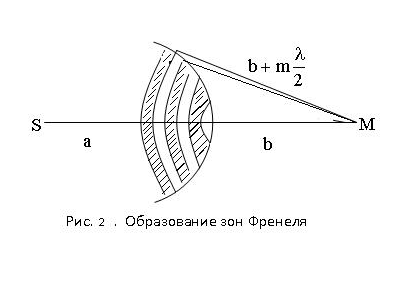 b + m λ/2
S
M
a
b
Рис. 2 . Образование зон Френеля